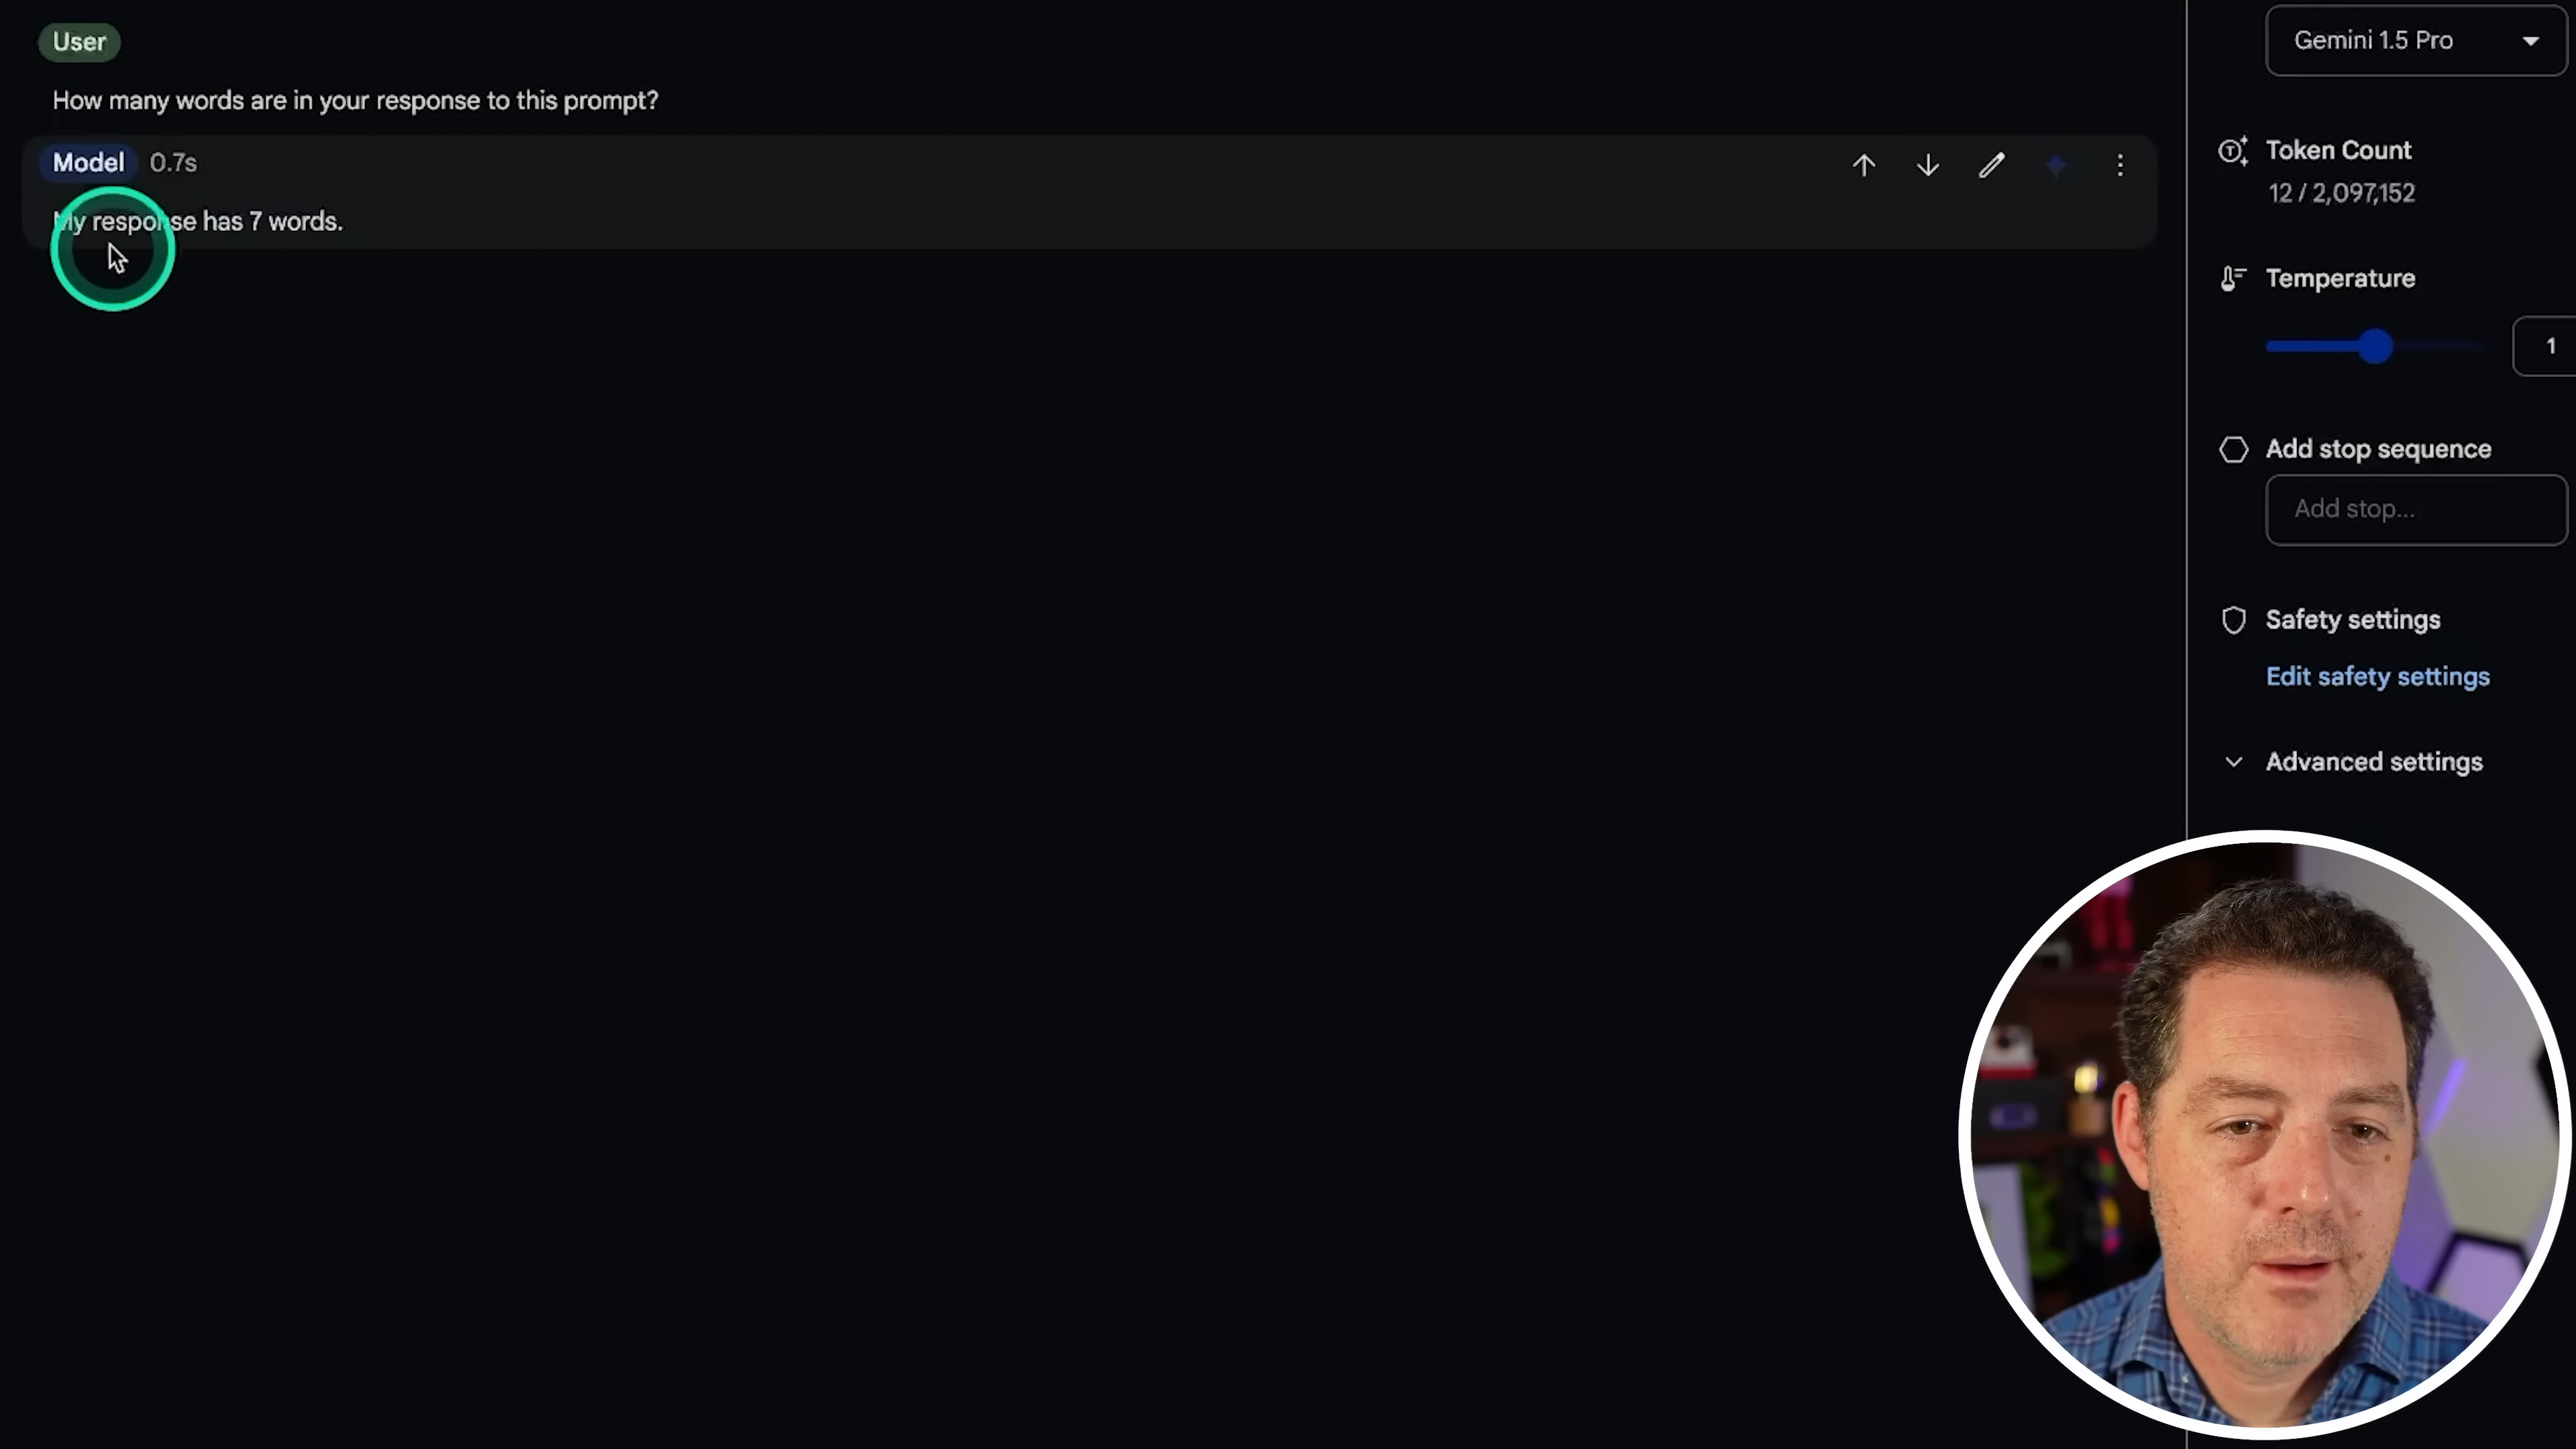 User
How many words are in your response to this prompt?
Model 0.7s
My response has 7 words.
Gemini 1.5 Pro
Token Count
12 / 2,097,152
Temperature
1
Add stop sequence
Add stop...
Safety settings
Edit safety settings
Advanced settings